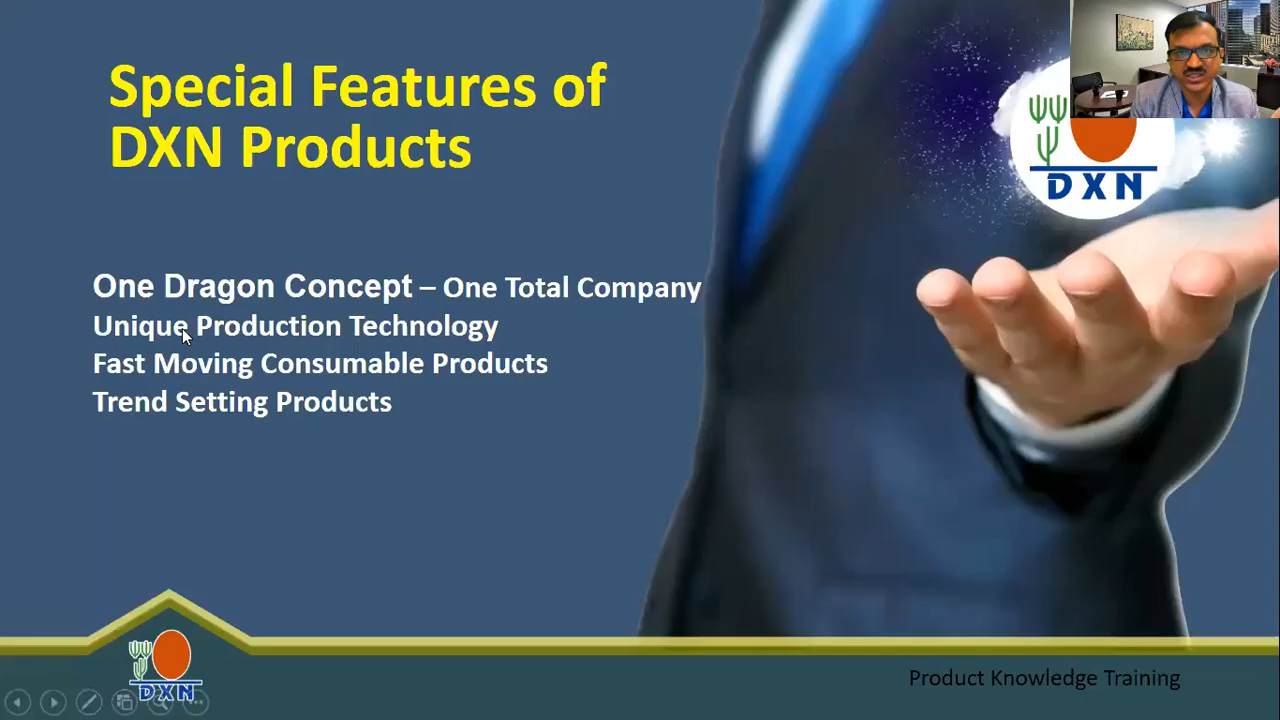 Special Features of
DXN Products
DXN
One Dragon Concept – One Total Company
Unique Production Technology
Fast Moving Consumable Products
Trend Setting Products
DXN
Product Knowledge Training